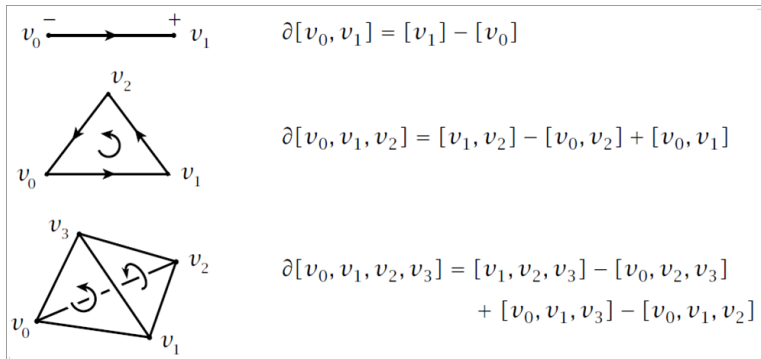 v₀ − + v₁ ∂[v₀, v₁] = [v₁] − [v₀]
v₂
v₀ v₁ ∂[v₀, v₁, v₂] = [v₁, v₂] − [v₀, v₂] + [v₀, v₁]
v₃
v₂ ∂[v₀, v₁, v₂, v₃] = [v₁, v₂, v₃] − [v₀, v₂, v₃]
v₀ + [v₀, v₁, v₃] − [v₀, v₁, v₂]
v₁